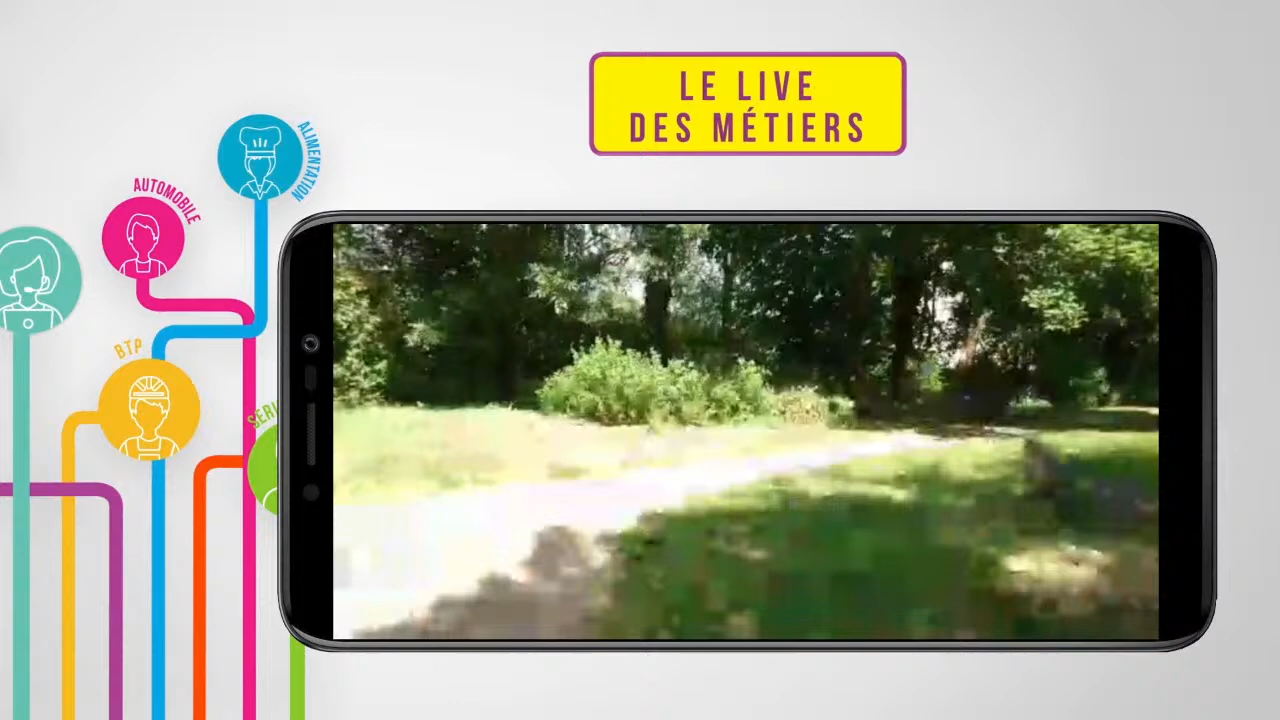 LE LIVE
DES MÉTIERS
ALIMENTATION
AUTOMOBILE
BTP